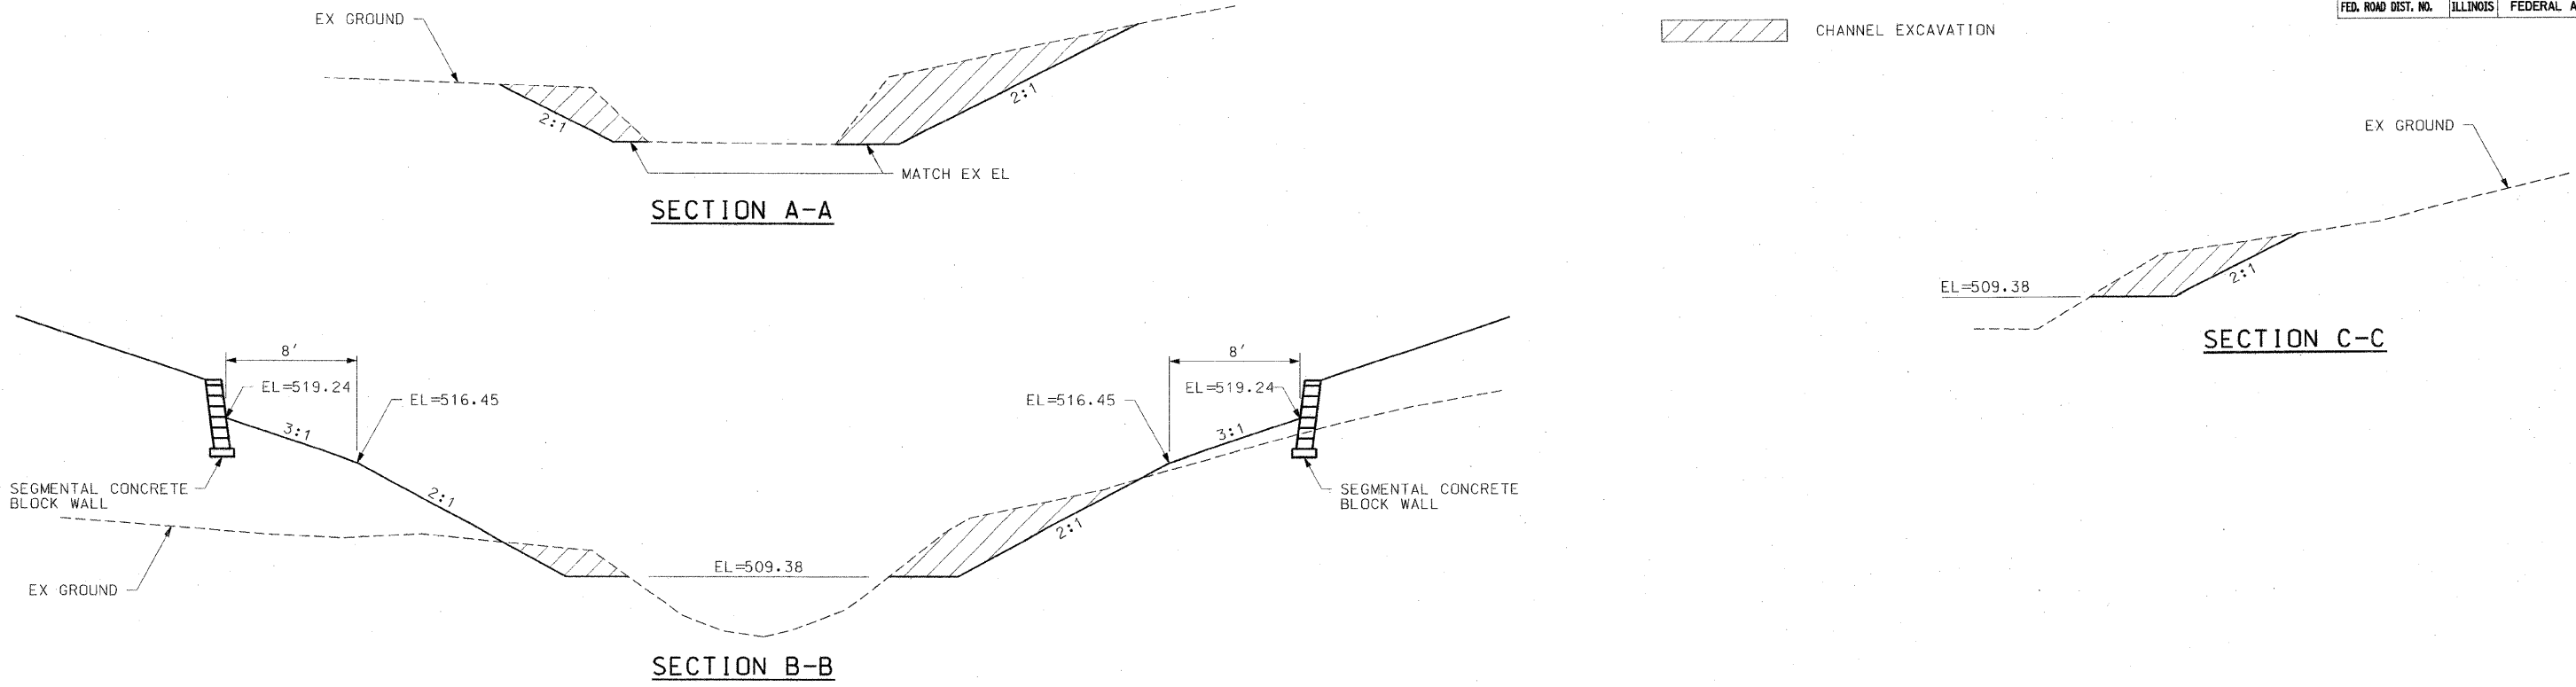 FED. ROAD DIST. NO. ILLINOIS FEDERAL A
EX GROUND
CHANNEL EXCAVATION
2:1
2:1
MATCH EX EL
SECTION A-A
EX GROUND
EL=509.38
2:1
SECTION C-C
8'
EL=519.24
EL=516.45
3:1
2:1
SEGMENTAL CONCRETE
BLOCK WALL
EX GROUND
EL=509.38
8'
EL=519.24
EL=516.45
3:1
2:1
SEGMENTAL CONCRETE
BLOCK WALL
SECTION B-B